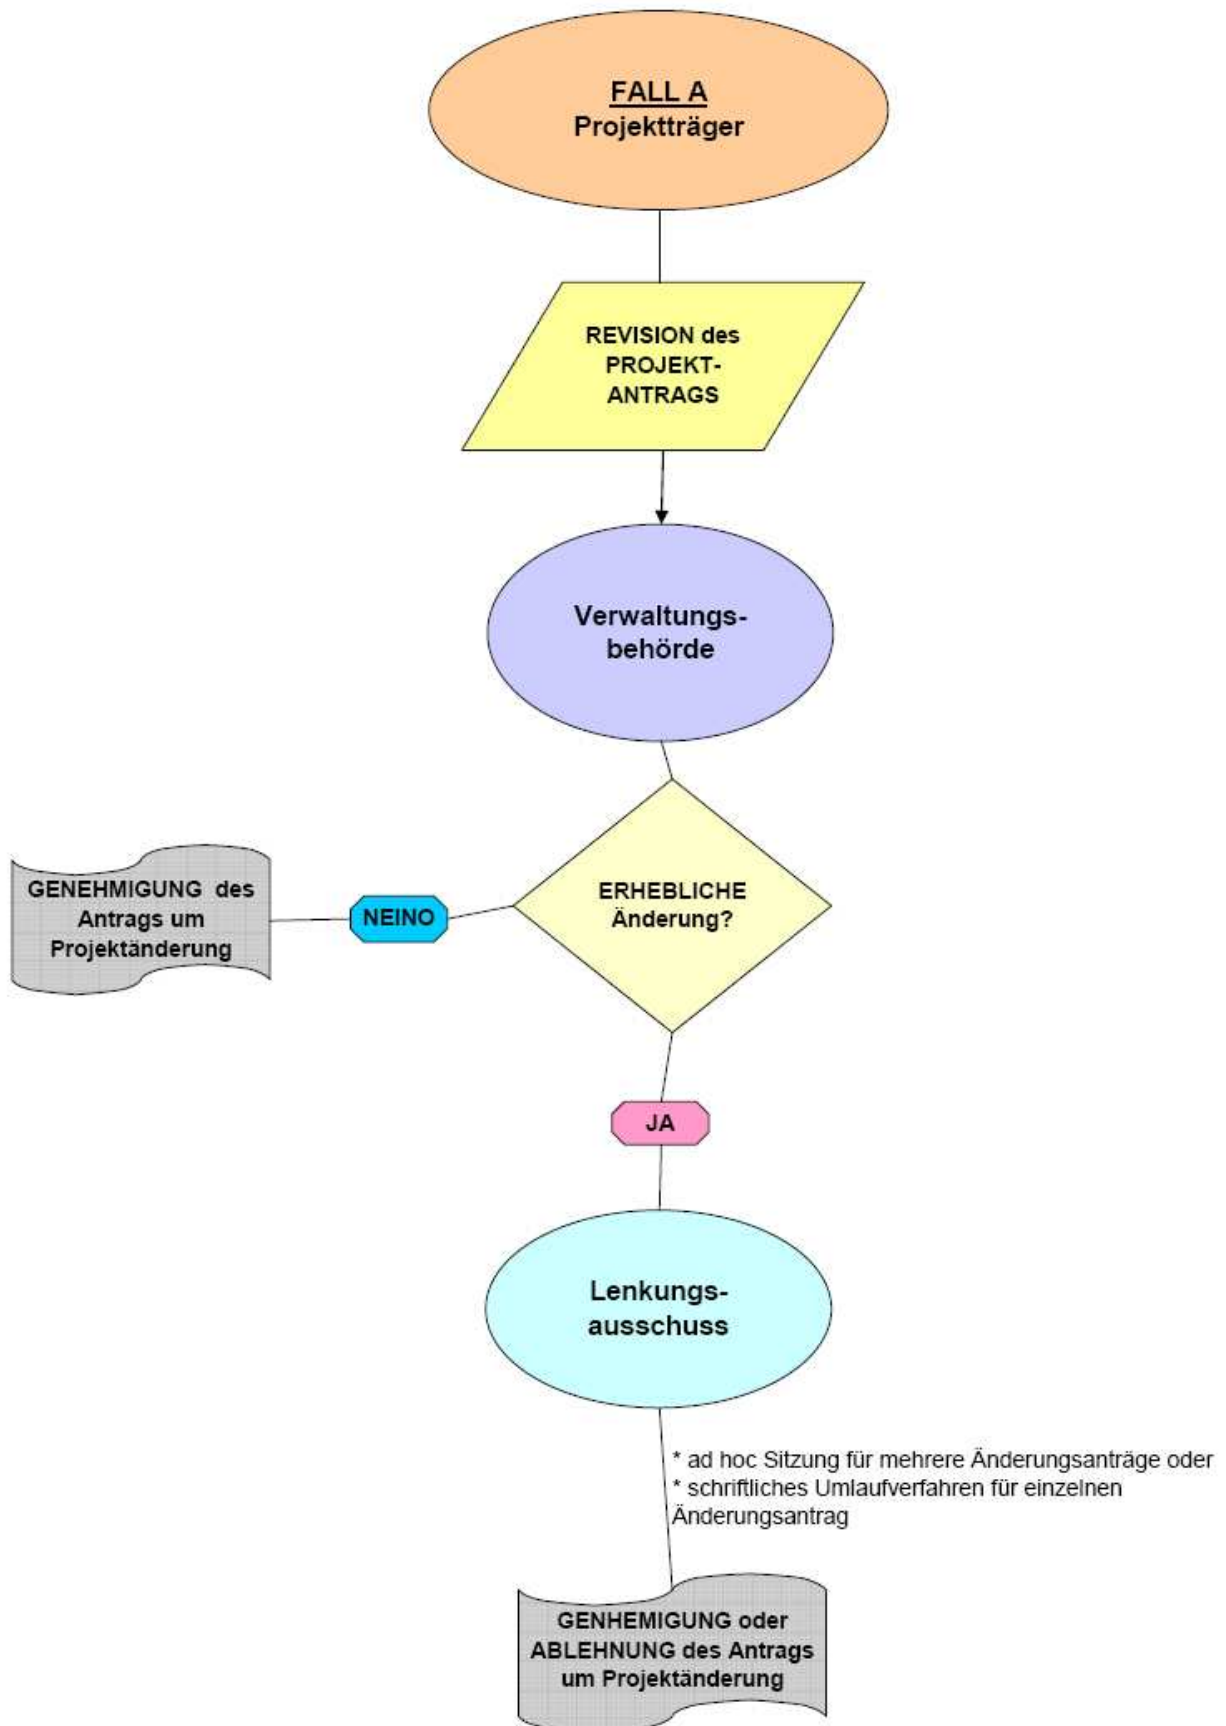 FALL A
Projektträger
REVISION des
PROJEKT-
ANTRAGS
Verwaltungs-
behörde
ERHEBLICHE
Änderung?
NEINO
GENEHMIGUNG des
Antrags um
Projektänderung
JA
Lenkungs-
ausschuss
* ad hoc Sitzung für mehrere Änderungsanträge oder
* schriftliches Umlaufverfahren für einzelnen
Änderungsantrag
GENHEMIGUNG oder
ABLEHNUNG des Antrags
um Projektänderung